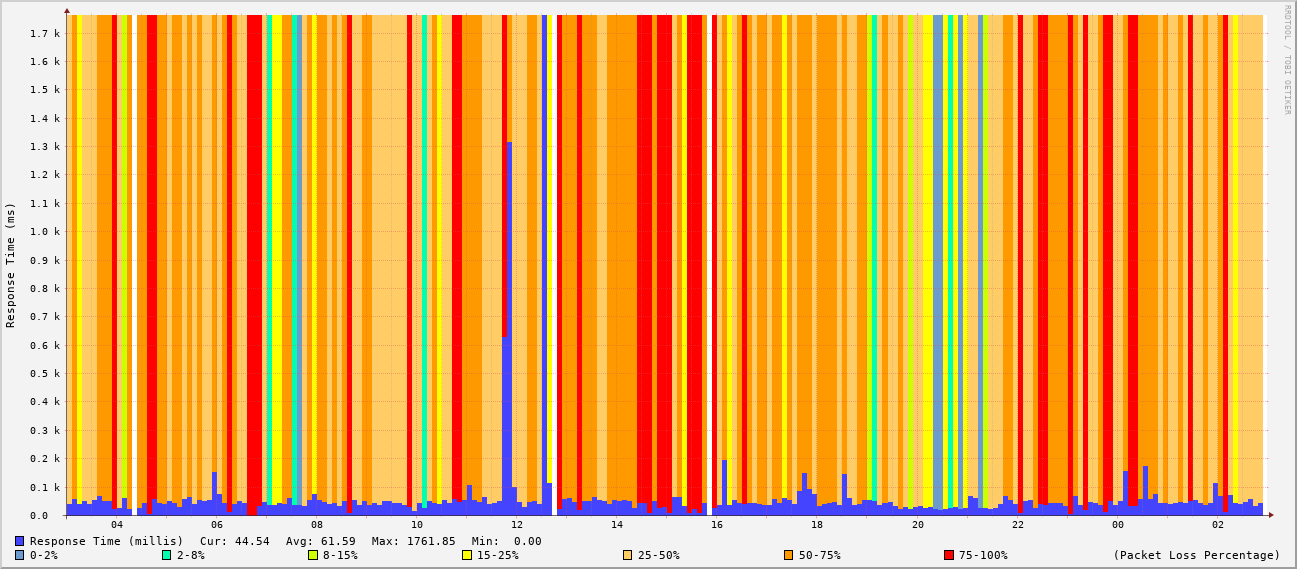 RRDTOOL / TOBI OETIKER
Response Time (ms)
1.7 k
1.6 k
1.5 k
1.4 k
1.3 k
1.2 k
1.1 k
1.0 k
0.9 k
0.8 k
0.7 k
0.6 k
0.5 k
0.4 k
0.3 k
0.2 k
0.1 k
0.0
04 06 08 10 12 14 16 18 20 22 00 02
Response Time (millis) Cur: 44.54 Avg: 61.59 Max: 1761.85 Min: 0.00
0-2% 2-8% 8-15% 15-25% 25-50% 50-75% 75-100% (Packet Loss Percentage)